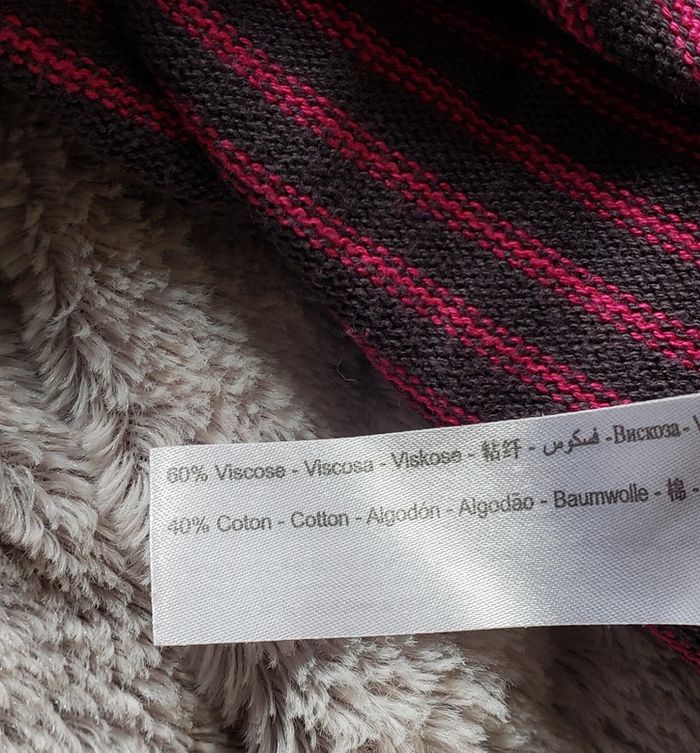 60% Viscose - Viscosa - Viskose - 粘纤 - فسكوس -Вискоза-
40% Coton - Cotton - Algodón - Algodão - Baumwolle - 棉 -